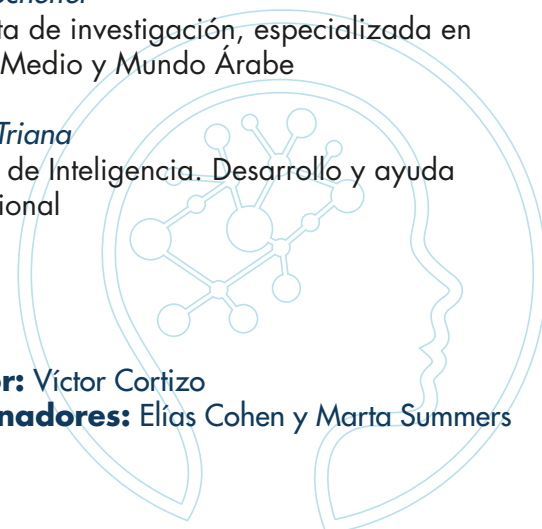 ta de investigación, especializada en
Medio y Mundo Árabe
Triana
de Inteligencia. Desarrollo y ayuda
ional
r: Víctor Cortizo
nadores: Elías Cohen y Marta Summers